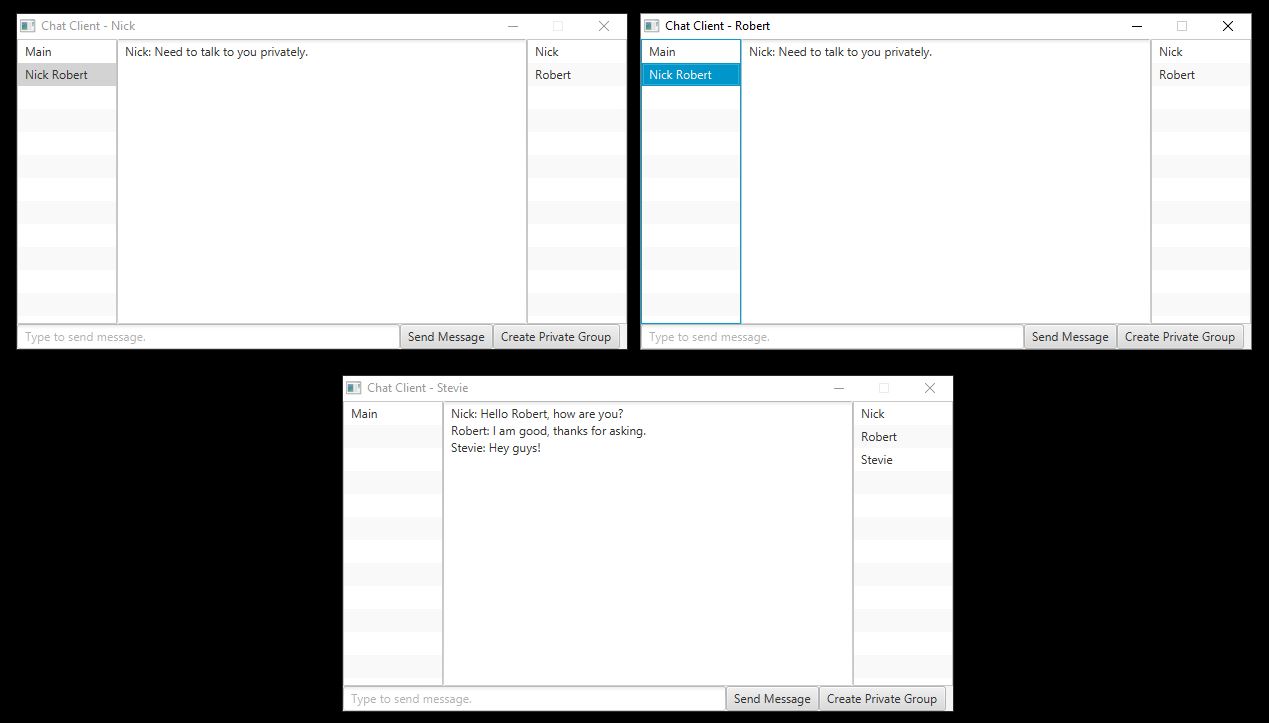 Chat Client - Nick
Main
Nick Robert
Nick: Need to talk to you privately.
Nick
Robert
Type to send message.
Send Message
Create Private Group
Chat Client - Robert
Main
Nick Robert
Nick: Need to talk to you privately.
Nick
Robert
Type to send message.
Send Message
Create Private Group
Chat Client - Stevie
Main
Nick: Hello Robert, how are you?
Robert: I am good, thanks for asking.
Stevie: Hey guys!
Nick
Robert
Stevie
Type to send message.
Send Message
Create Private Group